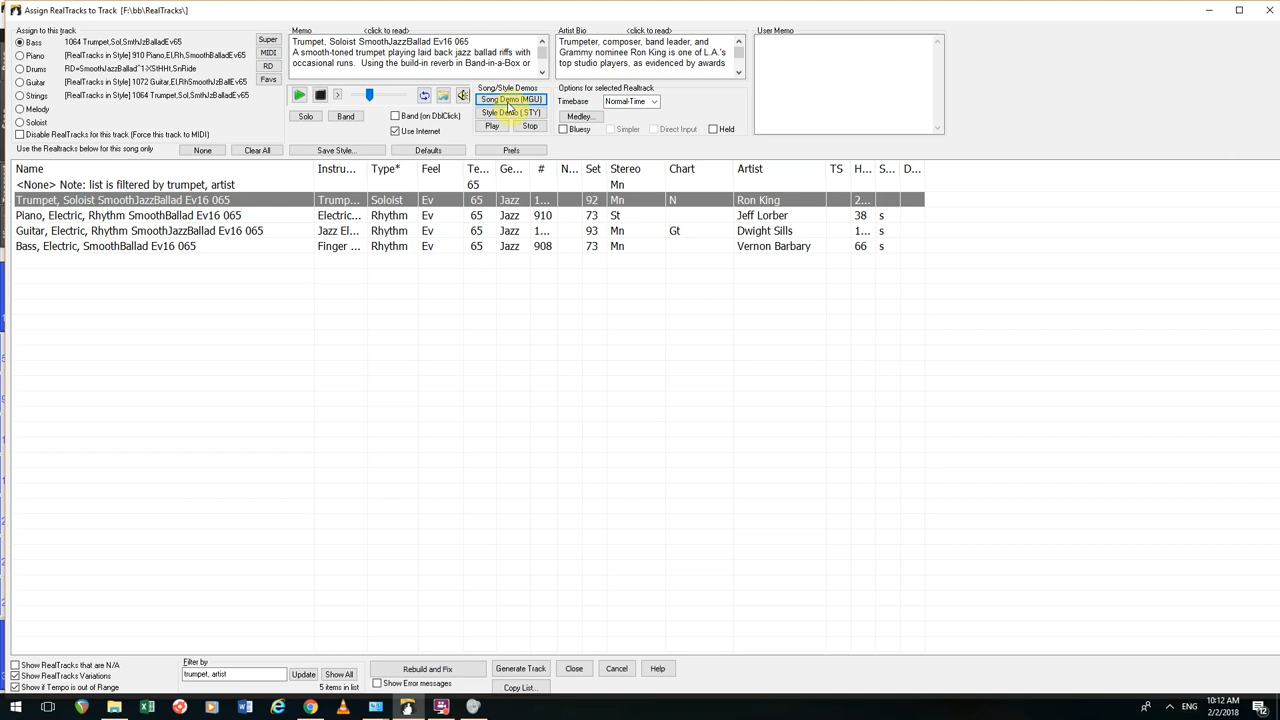 Assign RealTracks to Track [F:\bb\RealTracks\]
Assign to this track
Bass 1064 Trumpet,Sol,SmthJzBalladEv65
Piano [RealTracks in Style] 910 Piano,El,RhSmoothJzBalladEv65
Drums RD=SmoothJazzBallad^1-XStHH,SnRide
Guitar [RealTracks in Style] 1072 Guitar,El,RhSmoothJzBallEv65
Strings [RealTracks in Style] 1064 Trumpet,Sol,SmthJzBalladEv65
Melody
Soloist
Disable RealTracks for this track (Force this track to MIDI)
Use the Realtracks below for this song only
None Clear All
Super
MIDI
RD
Favs
Memo <click to read>
Trumpet, Soloist SmoothJazzBallad Ev16 065
A smooth-toned trumpet playing laid back jazz ballad riffs with
occasional runs. Using the build-in reverb in Band-in-a-Box or
Solo Band
Band (on DblClick)
Use Internet
Save Style... Defaults Prefs
Song/Style Demos
Song Demo (MGU)
Style Demo (.STY)
Play Stop
Artist Bio <click to read>
Trumpeter, composer, band leader, and
Grammy nominee Ron King is one of L.A.'s
top studio players, as evidenced by awards
Options for selected Realtrack
Timebase Normal-Time
Medley...
Bluesy Simpler Direct Input Held
User Memo
Name Instru... Type* Feel Te... Ge... # N... Set Stereo Chart Artist TS H... S... D...
<None> Note: list is filtered by trumpet, artist 65 Mn
Trumpet, Soloist SmoothJazzBallad Ev16 065 Trump... Soloist Ev 65 Jazz 1... 92 Mn N Ron King 2...
Piano, Electric, Rhythm SmoothBallad Ev16 065 Electric... Rhythm Ev 65 Jazz 910 73 St Jeff Lorber 38 s
Guitar, Electric, Rhythm SmoothJazzBallad Ev16 065 Jazz El... Rhythm Ev 65 Jazz 1... 93 Mn Gt Dwight Sills 1... s
Bass, Electric, SmoothBallad Ev16 065 Finger ... Rhythm Ev 65 Jazz 908 73 Mn Vernon Barbary 66 s
Show RealTracks that are N/A
Show RealTracks Variations
Show if Tempo is out of Range
Filter by
trumpet, artist Update Show All
5 items in list
Rebuild and Fix
Show Error messages
Generate Track Close Cancel Help
Copy List...
ENG
10:12 AM
2/2/2018